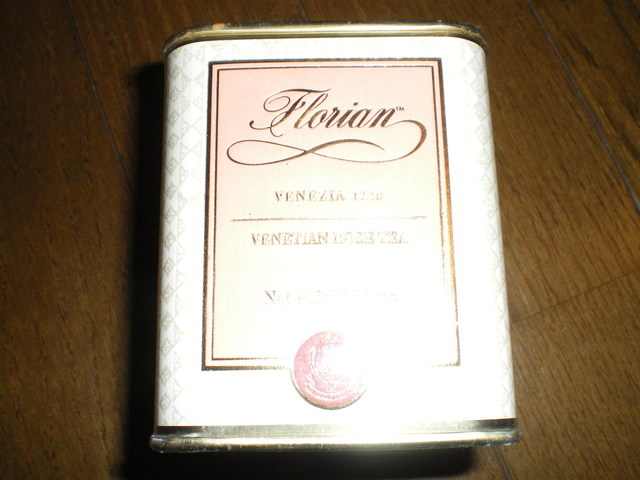 Florian™
VENEZIA 1720
VENETIAN ROSE TEA